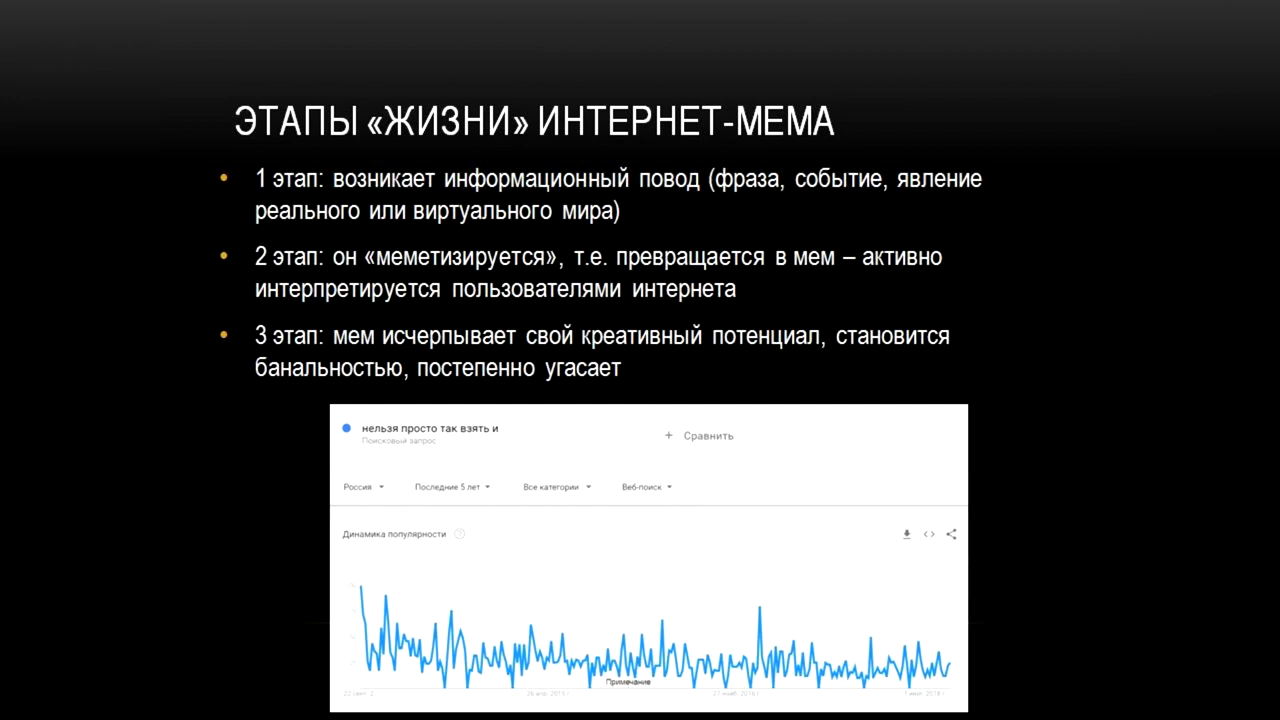 ЭТАПЫ «ЖИЗНИ» ИНТЕРНЕТ-МЕМА
• 1 этап: возникает информационный повод (фраза, событие, явление
реального или виртуального мира)
• 2 этап: он «меметизируется», т.е. превращается в мем – активно
интерпретируется пользователями интернета
• 3 этап: мем исчерпывает свой креативный потенциал, становится
банальностью, постепенно угасает
нельзя просто так взять и
Поисковый запрос
+ Сравнить
Россия Последние 5 лет Все категории Веб-поиск
Динамика популярности
Примечание